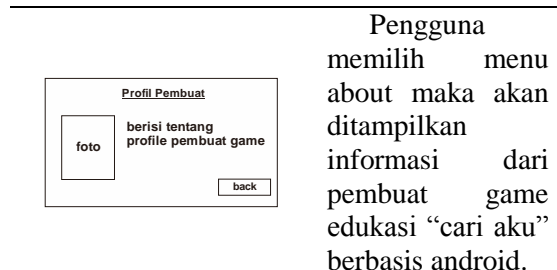 Profil Pembuat
foto
berisi tentang
profile pembuat game
back
Pengguna
memilih menu
about maka akan
ditampilkan
informasi dari
pembuat game
edukasi “cari aku”
berbasis android.